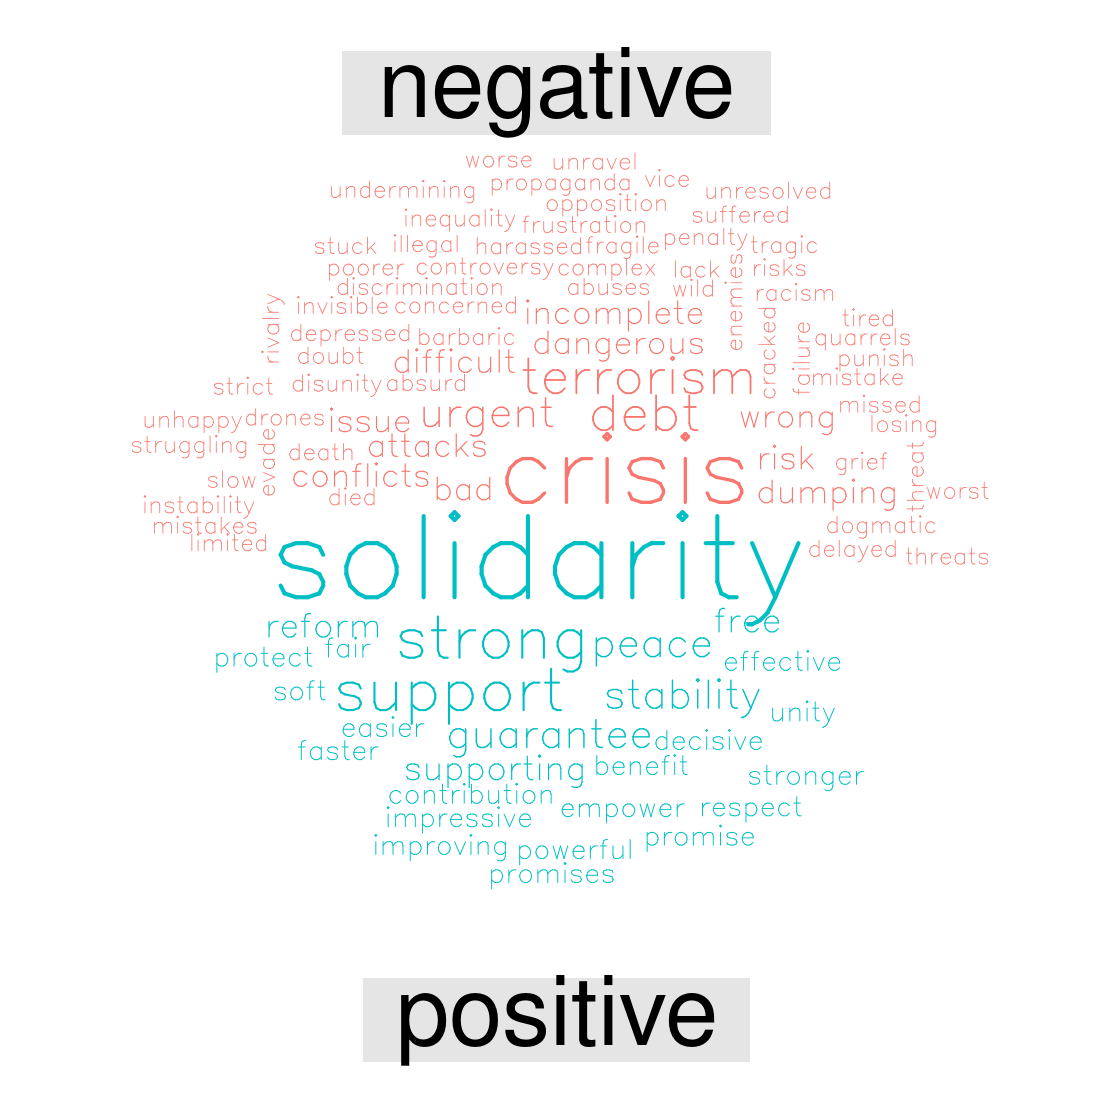 negative
worse unravel
undermining propaganda vice unresolved
opposition
inequality frustration suffered
stuck illegal harassed fragile penalty tragic
poorer controversy complex lack risks
discrimination abuses wild enemies racism
rivalry invisible concerned incomplete cracked tired
depressed barbaric dangerous failure quarrels
doubt difficult punish
strict disunity absurd terrorism mistake
unhappy drones issue urgent debt wrong missed
losing
struggling evade death attacks crisis risk grief threat
slow conflicts bad dumping worst
instability died
mistakes dogmatic
limited solidarity delayed threats
reform strong free
protect fair peace effective
soft support stability unity
easier guarantee decisive
faster supporting benefit stronger
contribution empower respect
impressive
improving powerful promise
promises
positive